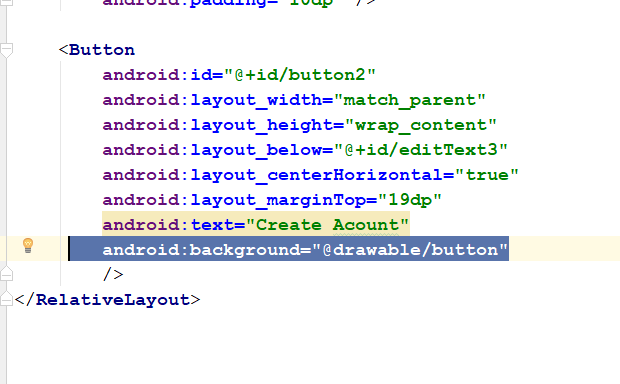 android:padding="10dp" />
<Button
android:id="@+id/button2"
android:layout_width="match_parent"
android:layout_height="wrap_content"
android:layout_below="@+id/editText3"
android:layout_centerHorizontal="true"
android:layout_marginTop="19dp"
android:text="Create Acount"
android:background="@drawable/button"
/>
</RelativeLayout>